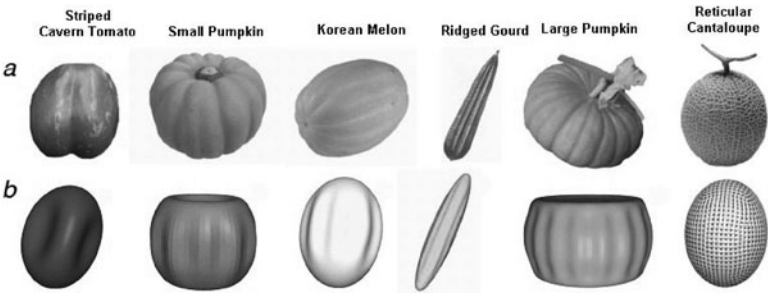 Striped
Cavern Tomato
Small Pumpkin
Korean Melon
Ridged Gourd
Large Pumpkin
Reticular
Cantaloupe
a
b